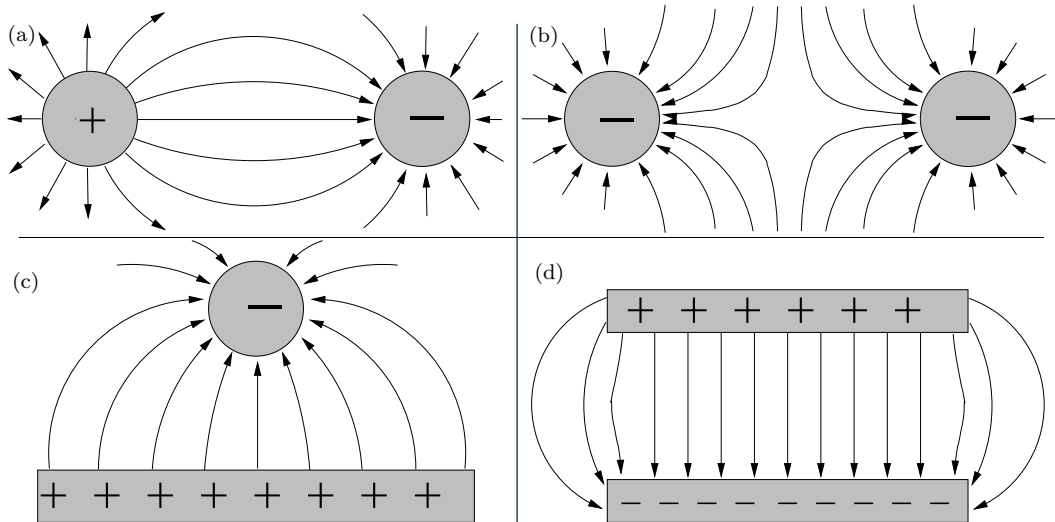 (a)
+
−
(b)
−
−
(c)
−
+ + + + + + + +
(d)
+ + + + + +
− − − − − − − − −